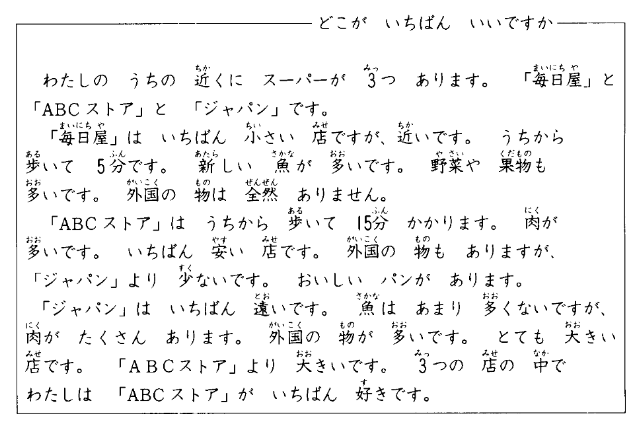 どこが　いちばん　いいですか
わたしの　うちの　近くに　スーパーが　3つ　あります。　「毎日屋」と
「ABCストア」と　「ジャパン」です。
「毎日屋」は　いちばん　小さい　店ですが、近いです。　うちから
歩いて　5分です。　新しい　魚が　多いです。　野菜や　果物も
多いです。　外国の　物は　全然　ありません。
「ABCストア」は　うちから　歩いて　15分　かかります。　肉が
多いです。　いちばん　安い　店です。　外国の　物も　ありますが、
「ジャパン」より　少ないです。　おいしい　パンが　あります。
「ジャパン」は　いちばん　遠いです。　魚は　あまり　多くないですが、
肉が　たくさん　あります。　外国の　物が　多いです。　とても　大きい
店です。　「ABCストア」より　大きいです。　3つの　店の　中で
わたしは　「ABCストア」が　いちばん　好きです。